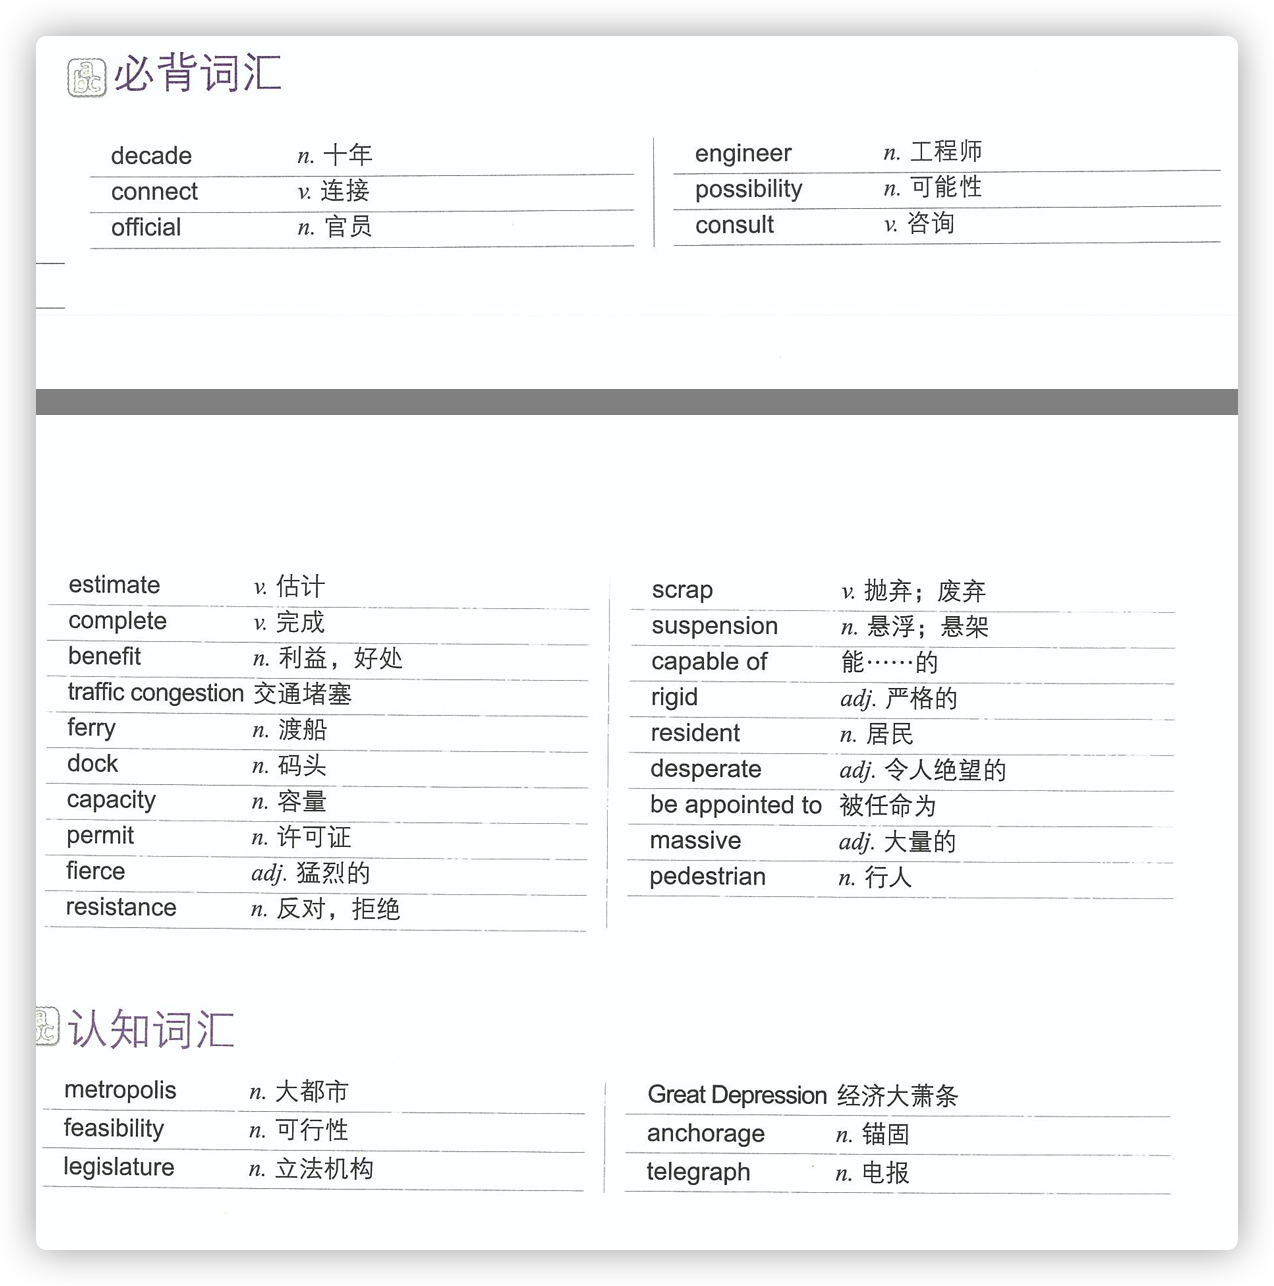 必背词汇
decade n. 十年
connect v. 连接
official n. 官员
engineer n. 工程师
possibility n. 可能性
consult v. 咨询
estimate v. 估计
complete v. 完成
benefit n. 利益，好处
traffic congestion 交通堵塞
ferry n. 渡船
dock n. 码头
capacity n. 容量
permit n. 许可证
fierce adj. 猛烈的
resistance n. 反对，拒绝
scrap v. 抛弃；废弃
suspension n. 悬浮；悬架
capable of 能……的
rigid adj. 严格的
resident n. 居民
desperate adj. 令人绝望的
be appointed to 被任命为
massive adj. 大量的
pedestrian n. 行人
认知词汇
metropolis n. 大都市
feasibility n. 可行性
legislature n. 立法机构
Great Depression 经济大萧条
anchorage n. 锚固
telegraph n. 电报